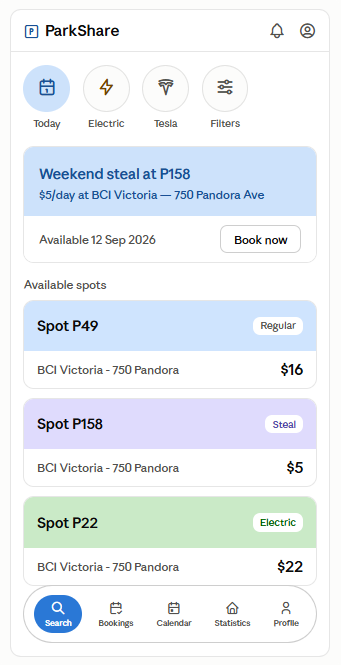 P ParkShare
Today Electric Tesla Filters
Weekend steal at P158
$5/day at BCI Victoria — 750 Pandora Ave
Available 12 Sep 2026 Book now
Available spots
Spot P49 Regular
BCI Victoria - 750 Pandora $16
Spot P158 Steal
BCI Victoria - 750 Pandora $5
Spot P22 Electric
BCI Victoria - 750 Pandora $22
Search Bookings Calendar Statistics Profile